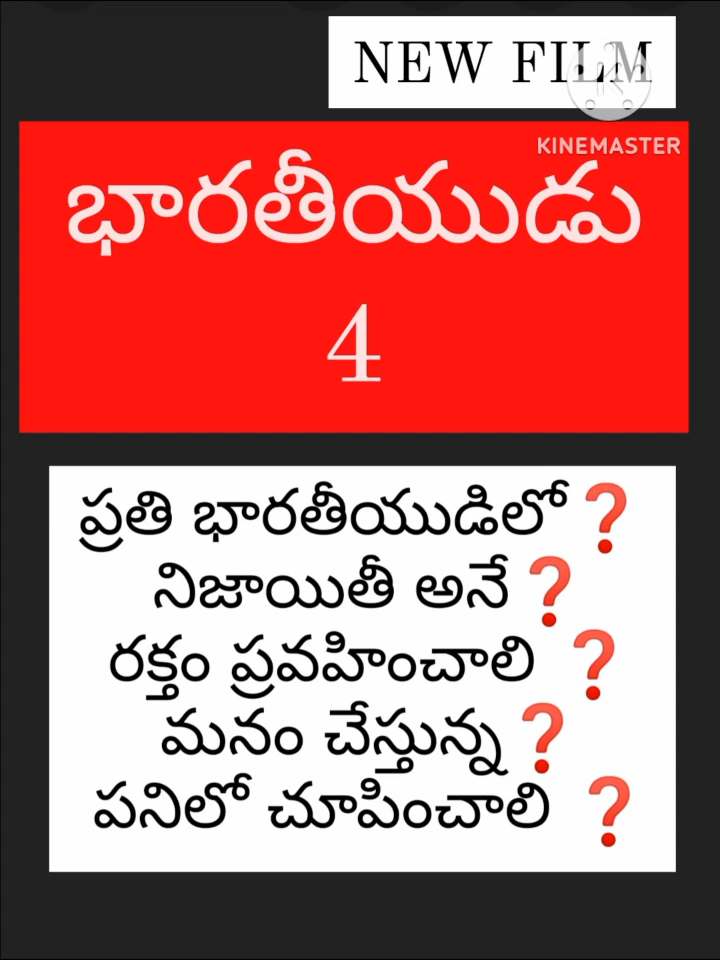 NEW FILM
KINEMASTER
భారతీయుడు
4
ప్రతి భారతీయుడిలో❓
నిజాయితీ అనే❓
రక్తం ప్రవహించాలి ❓
మనం చేస్తున్న❓
పనిలో చూపించాలి ❓